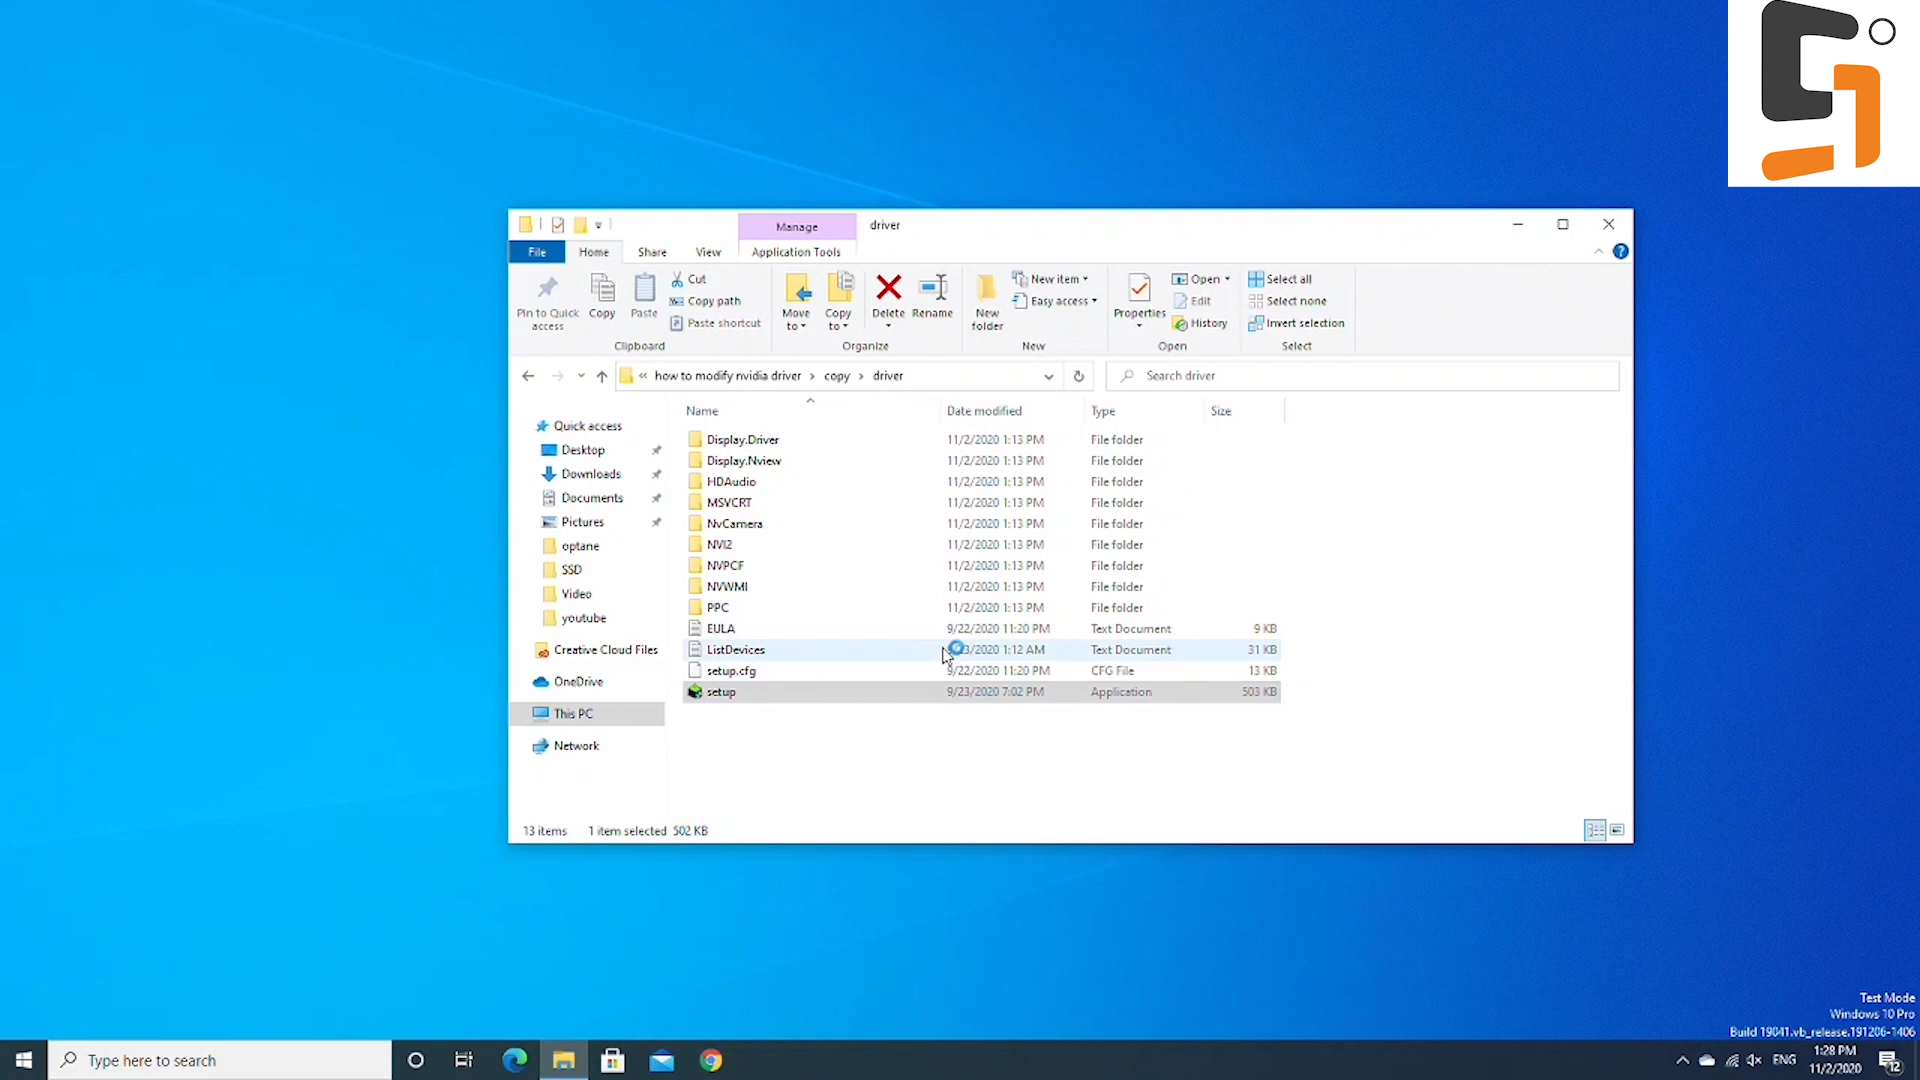 Manage
driver
File
Home
Share
View
Application Tools
Pin to Quick access
Copy
Paste
Cut
Copy path
Paste shortcut
Clipboard
Move to
Copy to
Delete
Rename
Organize
New folder
New item
Easy access
New
Properties
Open
Edit
History
Open
Select all
Select none
Invert selection
Select
« how to modify nvidia driver > copy > driver
Search driver
Name Date modified Type Size
Quick access
Desktop
Downloads
Documents
Pictures
optane
SSD
Video
youtube
Creative Cloud Files
OneDrive
This PC
Network
Display.Driver 11/2/2020 1:13 PM File folder
Display.Nview 11/2/2020 1:13 PM File folder
HDAudio 11/2/2020 1:13 PM File folder
MSVCRT 11/2/2020 1:13 PM File folder
NvCamera 11/2/2020 1:13 PM File folder
NVI2 11/2/2020 1:13 PM File folder
NVPCF 11/2/2020 1:13 PM File folder
NVWMI 11/2/2020 1:13 PM File folder
PPC 11/2/2020 1:13 PM File folder
EULA 9/22/2020 11:20 PM Text Document 9 KB
ListDevices 1:12 AM Text Document 31 KB
setup.cfg 9/22/2020 11:20 PM CFG File 13 KB
setup 9/23/2020 7:02 PM Application 503 KB
13 items 1 item selected 502 KB
Test Mode
Windows 10 Pro
Build 19041.vb_release.191206-1406
Type here to search
ENG
1:28 PM
11/2/2020
12